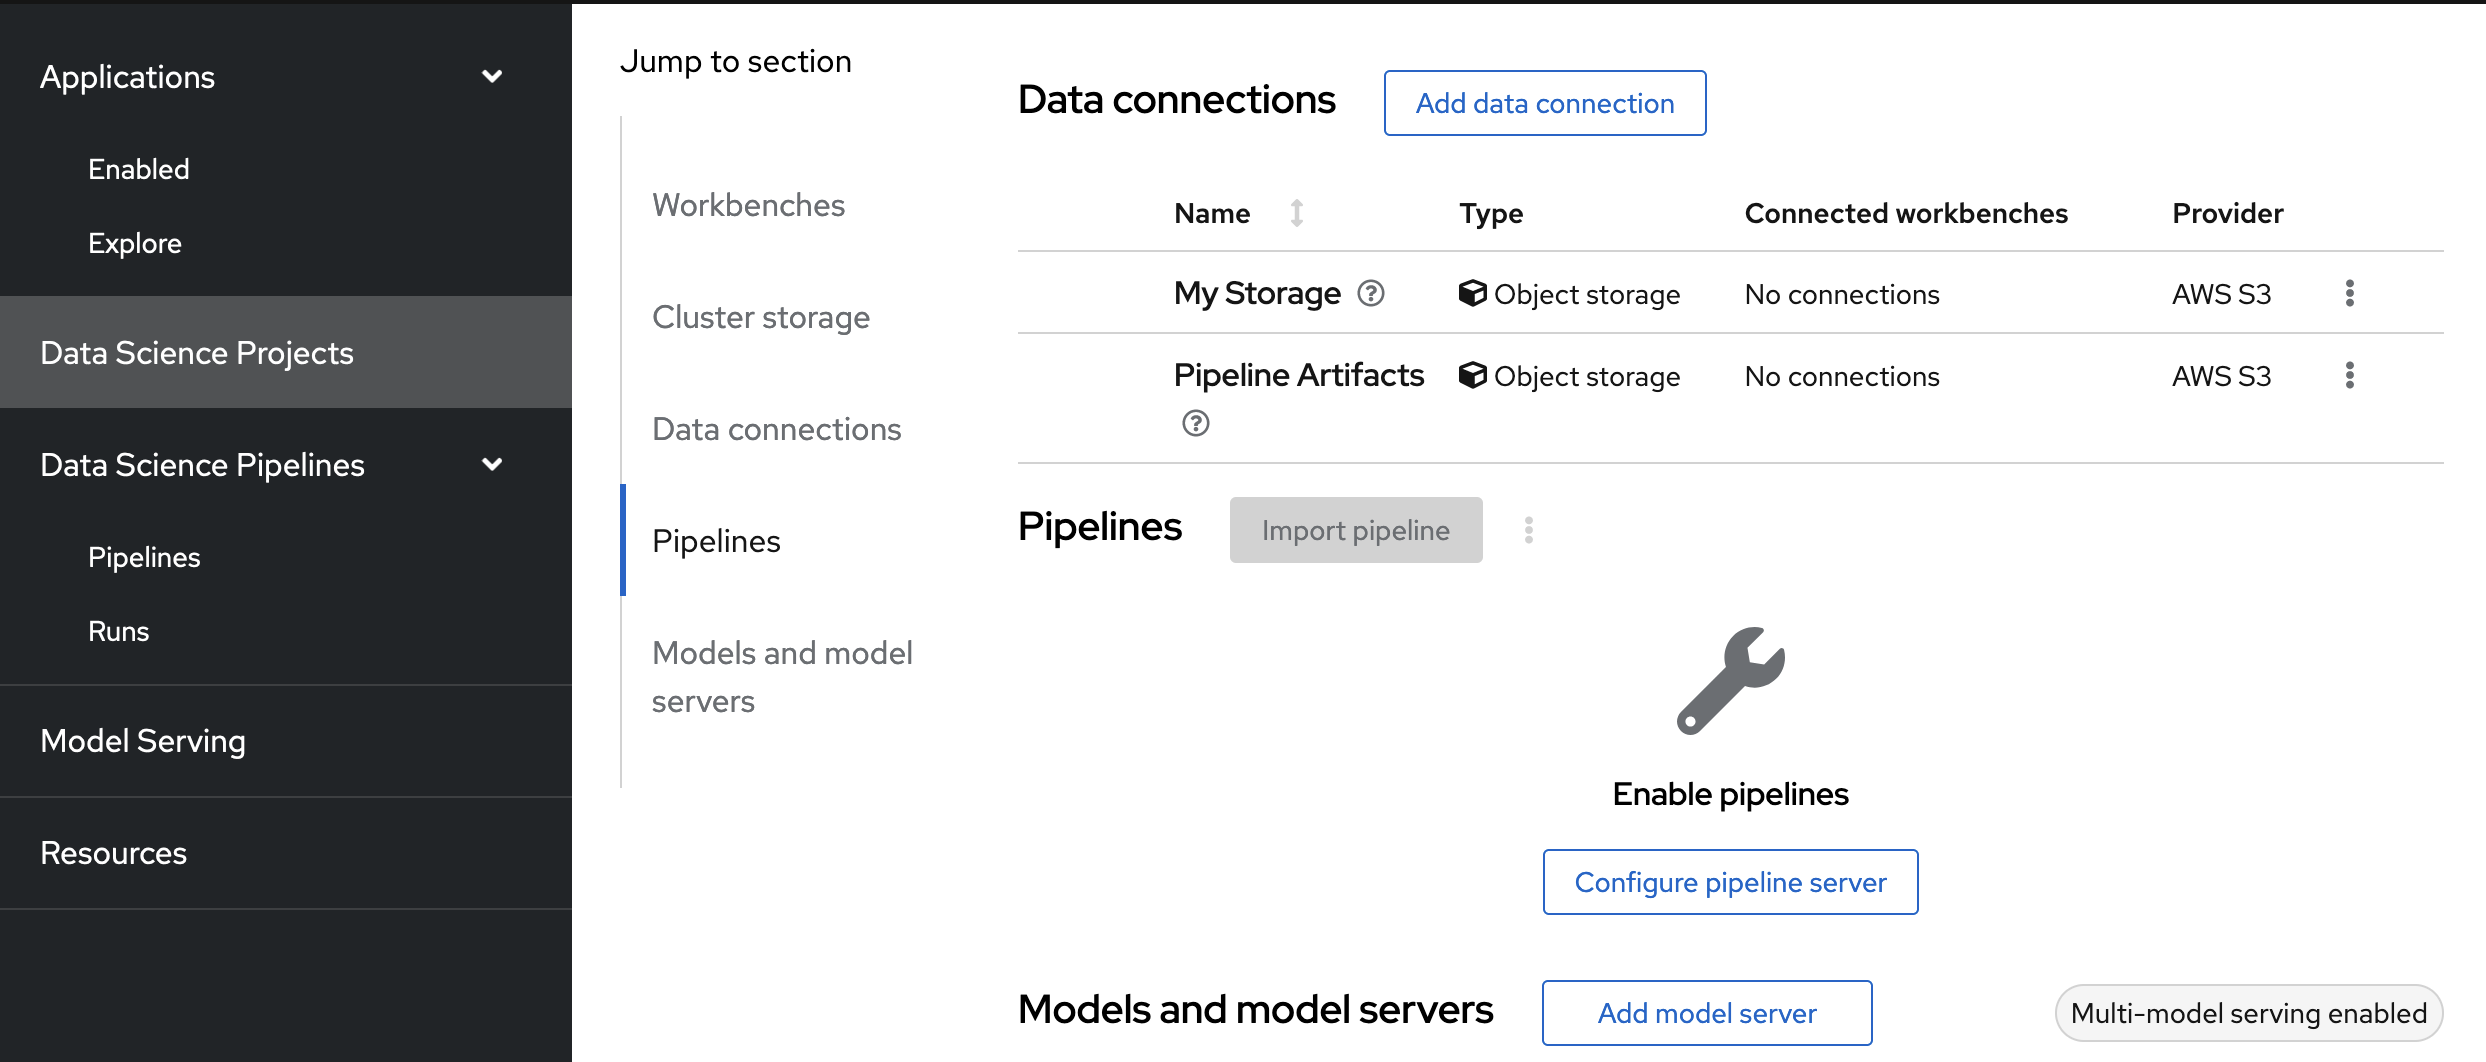 Applications
Enabled
Explore
Data Science Projects
Data Science Pipelines
Pipelines
Runs
Model Serving
Resources
Jump to section
Workbenches
Cluster storage
Data connections
Pipelines
Models and model
servers
Data connections
Add data connection
Name Type Connected workbenches Provider
My Storage Object storage No connections AWS S3
Pipeline Artifacts Object storage No connections AWS S3
Pipelines
Import pipeline
Enable pipelines
Configure pipeline server
Models and model servers
Add model server
Multi-model serving enabled